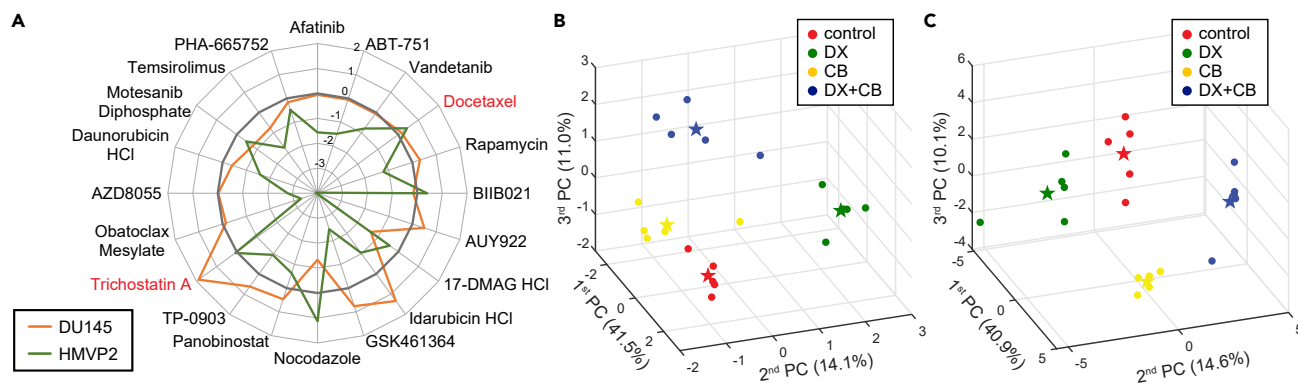 A
Afatinib
ABT-751
Vandetanib
Docetaxel
Rapamycin
BIIB021
AUY922
17-DMAG HCl
Idarubicin HCl
GSK461364
Nocodazole
Panobinostat
TP-0903
Trichostatin A
Obatoclax
Mesylate
AZD8055
Daunorubicin
HCl
Motesanib
Diphosphate
Temsirolimus
PHA-665752
2
1
0
-1
-2
-3
DU145
HMVP2
B
control
DX
CB
DX+CB
3rd PC (11.0%)
3
2
1
0
-1
-2
1st PC (41.5%)
-2
0
2
2nd PC (14.1%)
-2
-1
0
1
2
3
C
control
DX
CB
DX+CB
3rd PC (10.1%)
6
4
2
0
-2
-4
1st PC (40.9%)
-5
0
5
2nd PC (14.6%)
-5
0
5